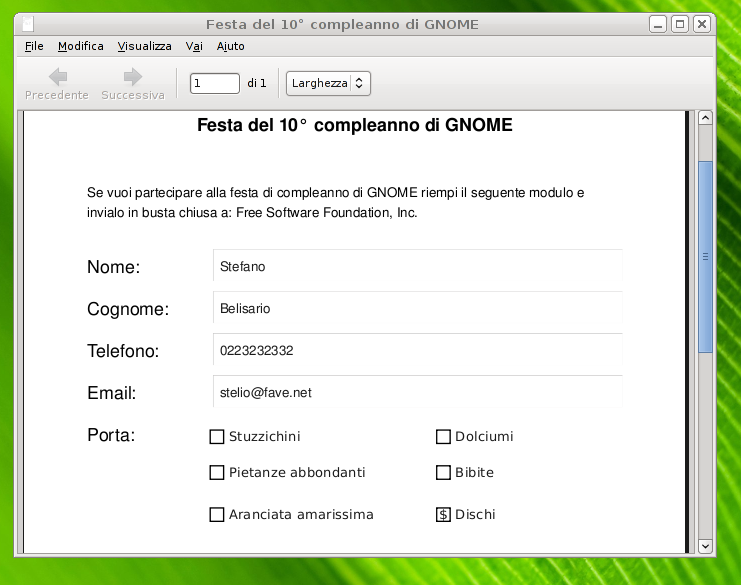 Festa del 10° compleanno di GNOME
File Modifica Visualizza Vai Aiuto
Precedente Successiva 1 di 1 Larghezza
Festa del 10° compleanno di GNOME
Se vuoi partecipare alla festa di compleanno di GNOME riempi il seguente modulo e
invialo in busta chiusa a: Free Software Foundation, Inc.
Nome: Stefano
Cognome: Belisario
Telefono: 0223232332
Email: stelio@fave.net
Porta: Stuzzichini Dolciumi
Pietanze abbondanti Bibite
Aranciata amarissima $ Dischi